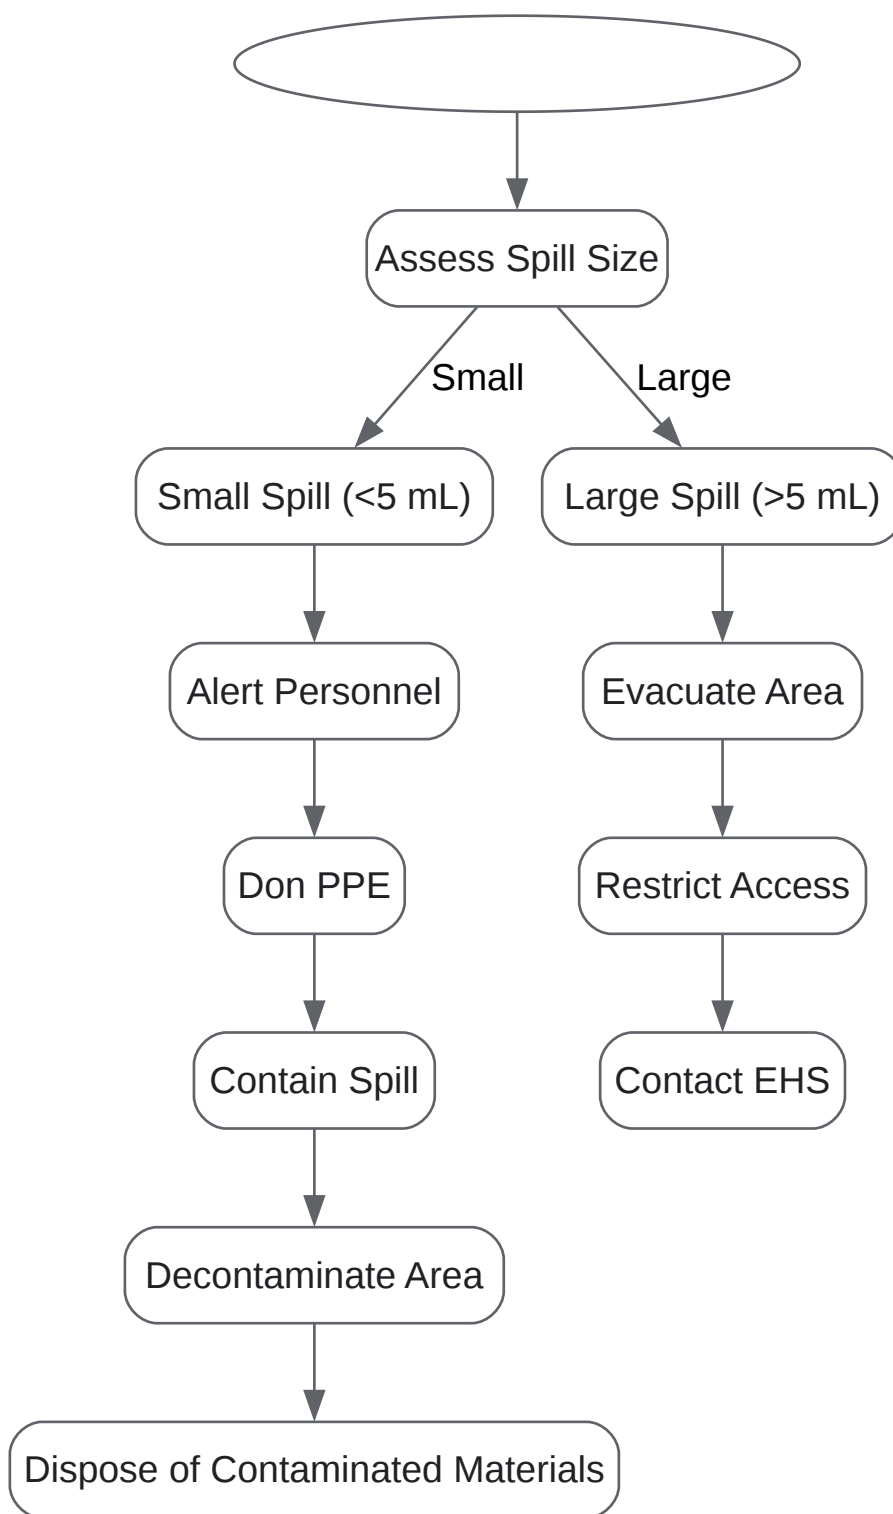 Assess Spill Size
Small
Large
Small Spill (<5 mL)
Large Spill (>5 mL)
Alert Personnel
Evacuate Area
Don PPE
Restrict Access
Contain Spill
Contact EHS
Decontaminate Area
Dispose of Contaminated Materials